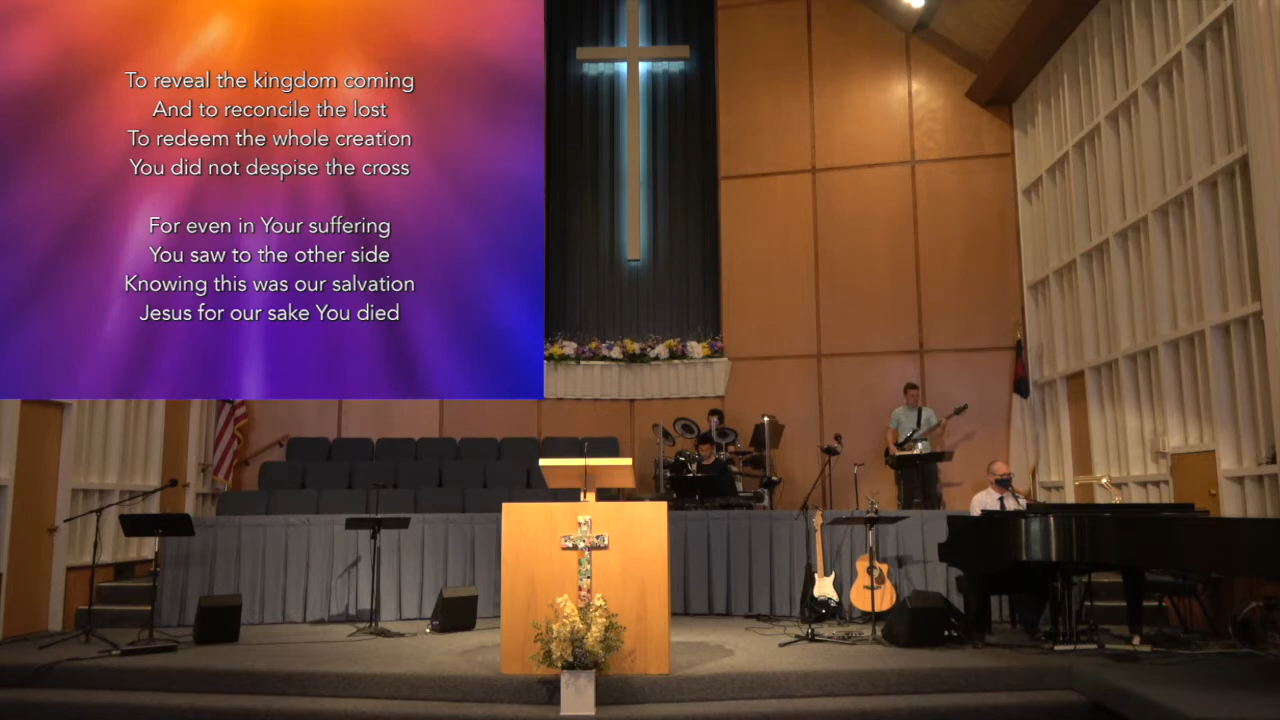 To reveal the kingdom coming
And to reconcile the lost
To redeem the whole creation
You did not despise the cross
For even in Your suffering
You saw to the other side
Knowing this was our salvation
Jesus for our sake You died